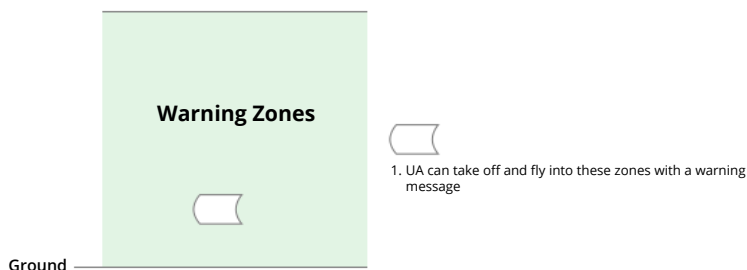 Warning Zones
1. UA can take off and fly into these zones with a warning
message
Ground